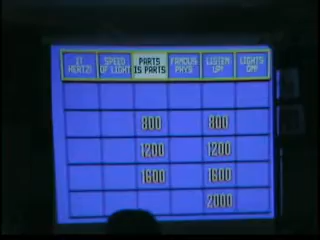 IT HERTZ! SPEED OF LIGHT PARTS IS PARTS FAMOUS PHYS. LISTEN UP! LIGHTS ON!
800 800
1200 1200
1600 1600
2000